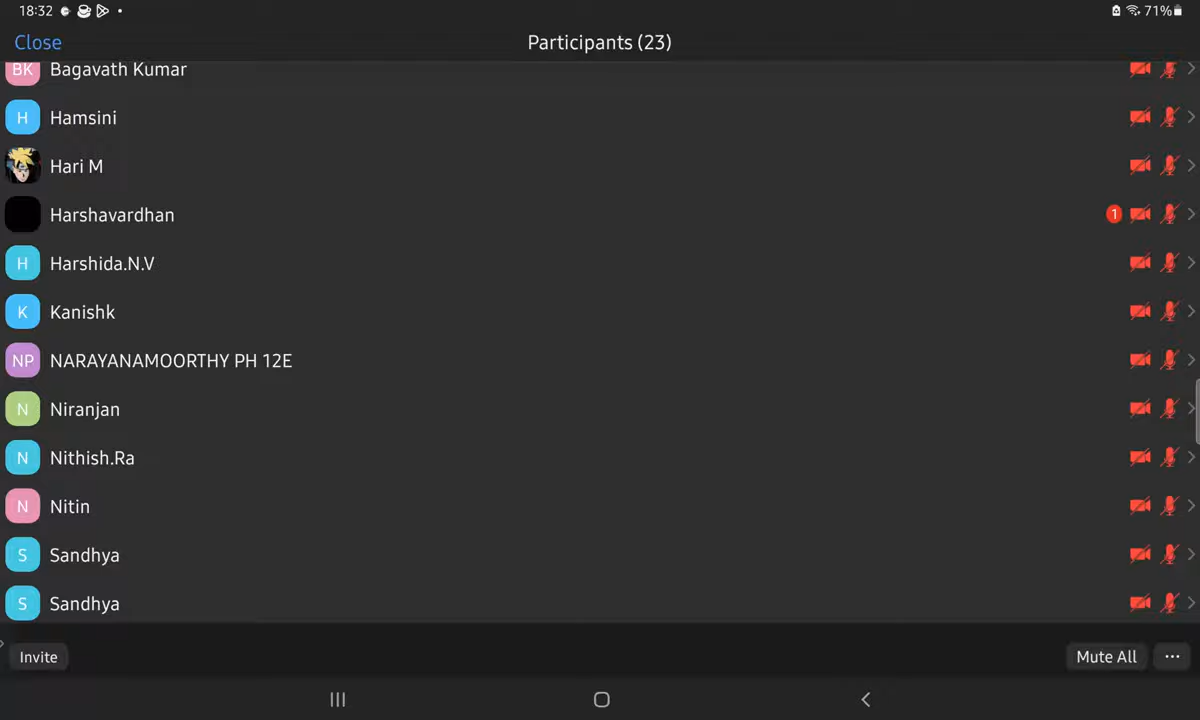 18:32
71%
Close
Participants (23)
BK Bagavath Kumar
H Hamsini
Hari M
Harshavardhan 1
H Harshida.N.V
K Kanishk
NP NARAYANAMOORTHY PH 12E
N Niranjan
N Nithish.Ra
N Nitin
S Sandhya
S Sandhya
Invite
Mute All